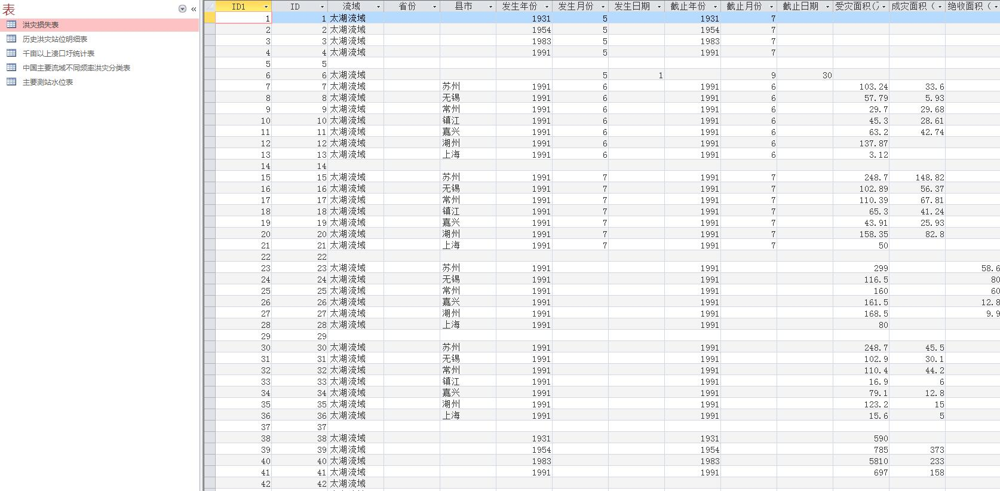 表
洪灾损失表
历史洪灾站位明细表
千亩以上溃口圩统计表
中国主要流域不同频率洪灾分类表
主要测站水位表
ID1 ID 流域 省份 县市 发生年份 发生月份 发生日期 截止年份 截止月份 截止日期 受灾面积(万 成灾面积( 绝收面积(
1 1 太湖流域 1931 5 1931 7
2 2 太湖流域 1954 5 1954 7
3 3 太湖流域 1983 5 1983 7
4 4 太湖流域 1991 5 1991 7
5 5
6 6 太湖流域 5 1 9 30
7 7 太湖流域 苏州 1991 6 1991 6 103.24 33.6
8 8 太湖流域 无锡 1991 6 1991 6 57.79 5.93
9 9 太湖流域 常州 1991 6 1991 6 29.7 29.68
10 10 太湖流域 镇江 1991 6 1991 6 45.3 28.61
11 11 太湖流域 嘉兴 1991 6 1991 6 63.2 42.74
12 12 太湖流域 湖州 1991 6 1991 6 137.87
13 13 太湖流域 上海 1991 6 1991 6 3.12
14 14
15 15 太湖流域 苏州 1991 7 1991 7 248.7 148.82
16 16 太湖流域 无锡 1991 7 1991 7 102.89 56.37
17 17 太湖流域 常州 1991 7 1991 7 110.39 67.81
18 18 太湖流域 镇江 1991 7 1991 7 65.3 41.24
19 19 太湖流域 嘉兴 1991 7 1991 7 43.91 25.93
20 20 太湖流域 湖州 1991 7 1991 7 158.35 82.8
21 21 太湖流域 上海 1991 7 1991 7 50
22 22
23 23 太湖流域 苏州 1991 1991 299 58.6
24 24 太湖流域 无锡 1991 1991 116.5 80
25 25 太湖流域 常州 1991 1991 160 60
26 26 太湖流域 嘉兴 1991 1991 161.5 12.8
27 27 太湖流域 湖州 1991 1991 168.5 9.9
28 28 太湖流域 上海 1991 1991 80
29 29
30 30 太湖流域 苏州 1991 1991 248.7 45.5
31 31 太湖流域 无锡 1991 1991 102.9 30.1
32 32 太湖流域 常州 1991 1991 110.4 44.2
33 33 太湖流域 镇江 1991 1991 16.9 6
34 34 太湖流域 嘉兴 1991 1991 79.1 12.8
35 35 太湖流域 湖州 1991 1991 123.2 15
36 36 太湖流域 上海 1991 1991 15.6 5
37 37
38 38 太湖流域 1931 1931 590
39 39 太湖流域 1954 1954 785 373
40 40 太湖流域 1983 1983 5810 233
41 41 太湖流域 1991 1991 697 158
42 42 太湖流域